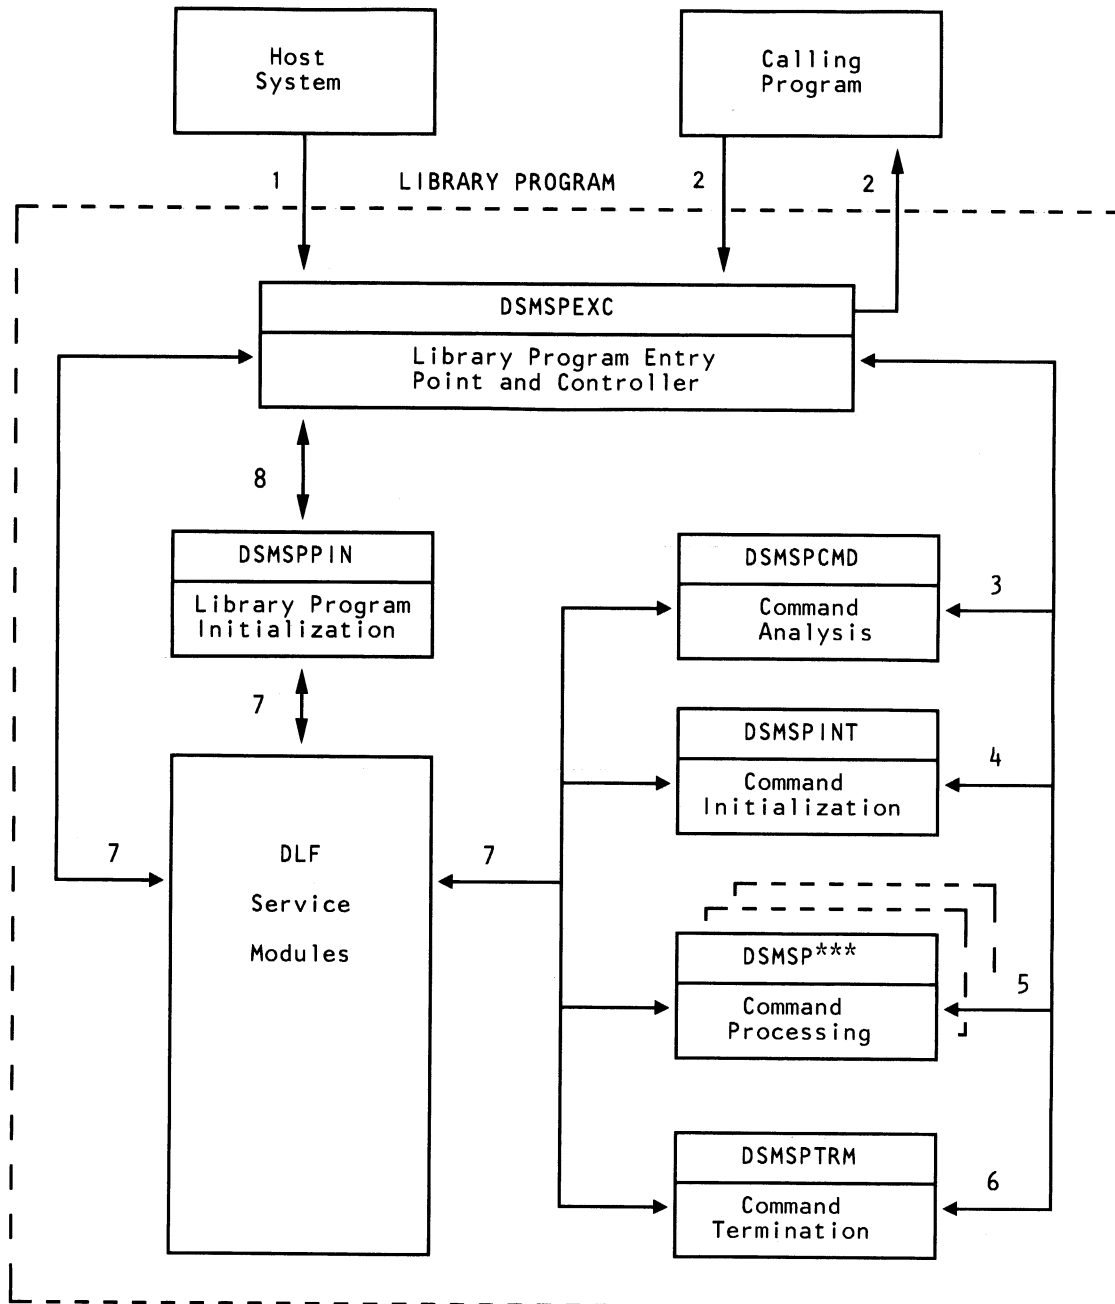 Host
System
Calling
Program
1
LIBRARY PROGRAM
2
2
DSMSPEXC
Library Program Entry
Point and Controller
8
DSMSPPIN
Library Program
Initialization
7
DSMSPCMD
Command
Analysis
3
DSMSPINT
Command
Initialization
4
7
DLF
Service
Modules
7
DSMSP***
Command
Processing
5
DSMSPTRM
Command
Termination
6